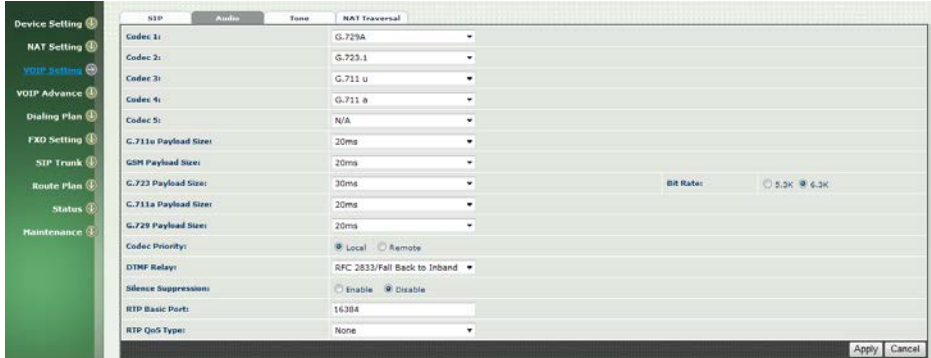 Device Setting
NAT Setting
VOIP Setting
VOIP Advance
Dialing Plan
FXO Setting
SIP Trunk
Route Plan
Status
Maintenance
SIP Audio Tone NAT Traversal
Codec 1: G.729A
Codec 2: G.723.1
Codec 3: G.711 u
Codec 4: G.711 a
Codec 5: N/A
G.711u Payload Size: 20ms
GSM Payload Size: 20ms
G.723 Payload Size: 30ms Bit Rate: 5.3K 6.3K
G.711a Payload Size: 20ms
G.729 Payload Size: 20ms
Codec Priority: Local Remote
DTMF Relay: RFC 2833/Fall Back to Inband
Silence Suppression: Enable Disable
RTP Basic Port: 16384
RTP QoS Type: None
Apply Cancel